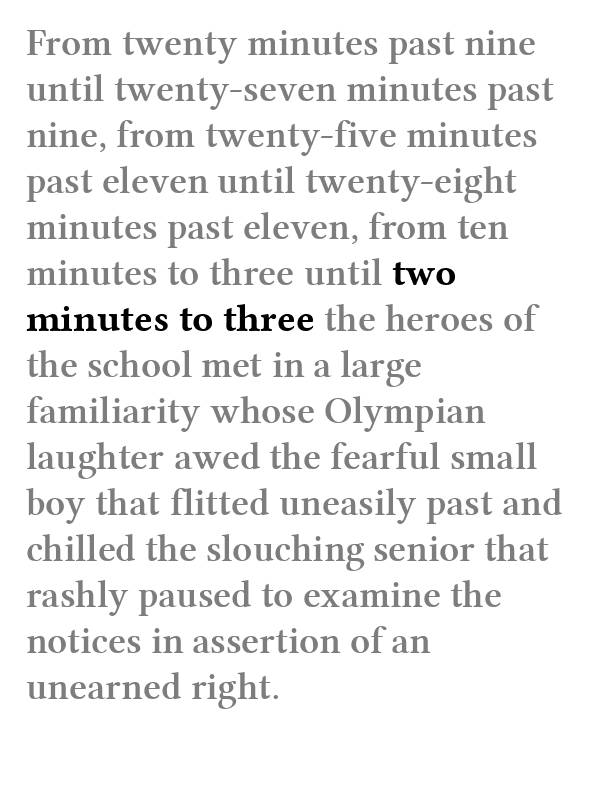 From twenty minutes past nine
until twenty-seven minutes past
nine, from twenty-five minutes
past eleven until twenty-eight
minutes past eleven, from ten
minutes to three until two
minutes to three the heroes of
the school met in a large
familiarity whose Olympian
laughter awed the fearful small
boy that flitted uneasily past and
chilled the slouching senior that
rashly paused to examine the
notices in assertion of an
unearned right.